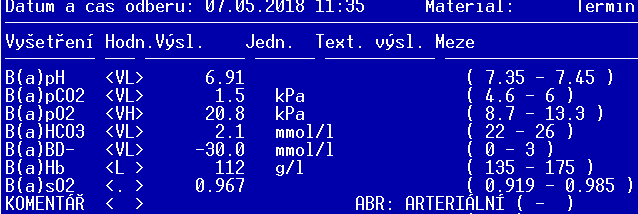 Datum a cas odberu: 07.05.2018 11:35 Material: Termin
Vyšetření Hodn.Výsl. Jedn. Text. výsl. Meze
B(a)pH <VL> 6.91 ( 7.35 - 7.45 )
B(a)pCO2 <VL> 1.5 kPa ( 4.6 - 6 )
B(a)pO2 <VH> 20.8 kPa ( 8.7 - 13.3 )
B(a)HCO3 <VL> 2.1 mmol/l ( 22 - 26 )
B(a)BD- <VL> -30.0 mmol/l ( 0 - 3 )
B(a)Hb <L > 112 g/l ( 135 - 175 )
B(a)sO2 <. > 0.967 ( 0.919 - 0.985 )
KOMENTÁŘ < > ABR: ARTERIÁLNÍ ( - )